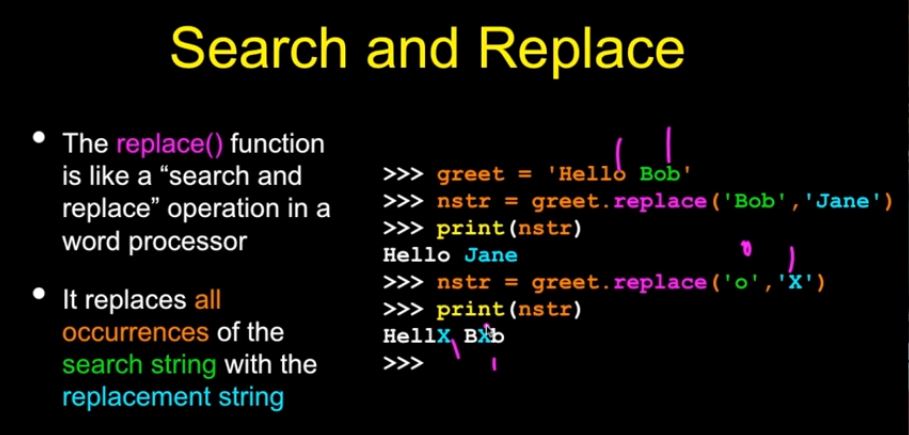 Search and Replace
• The replace() function
is like a “search and
replace” operation in a
word processor
• It replaces all
occurrences of the
search string with the
replacement string
>>> greet = 'Hello Bob'
>>> nstr = greet.replace('Bob','Jane')
>>> print(nstr)
Hello Jane
>>> nstr = greet.replace('o','X')
>>> print(nstr)
HellX BXb
>>>